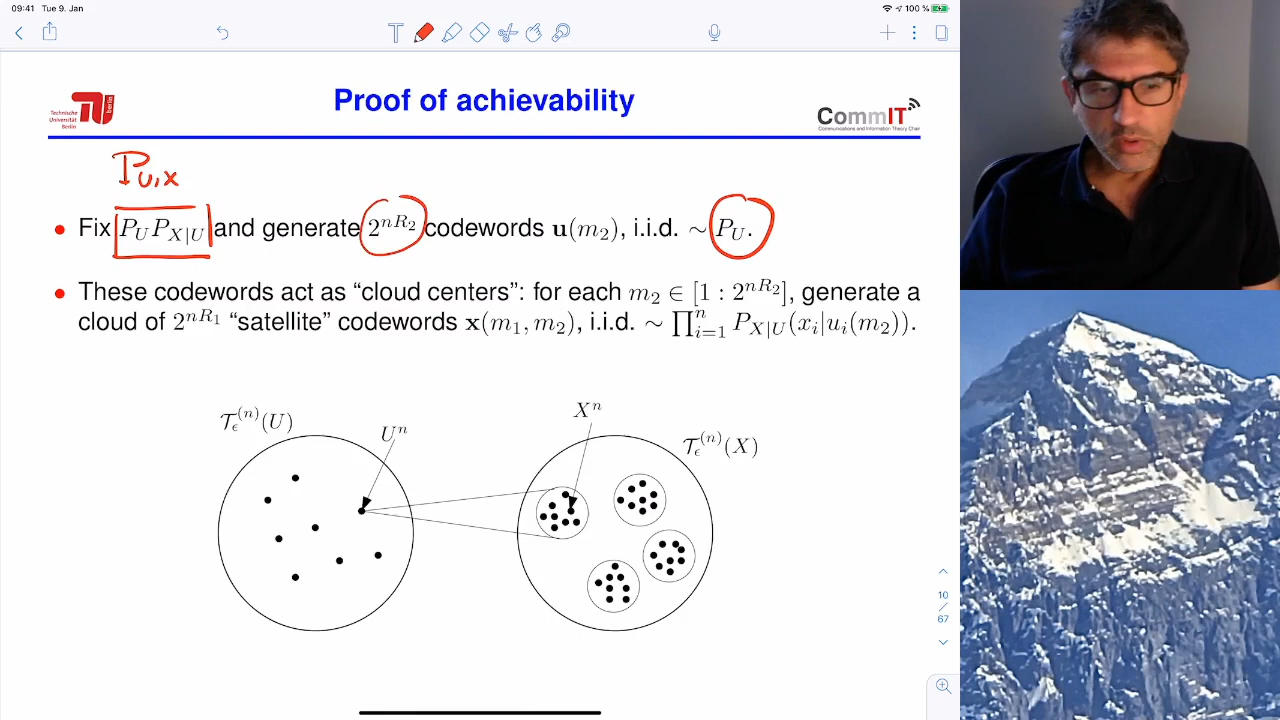 09:41 Tue 9. Jan
100 %
Proof of achievability
Technische
Universität
Berlin
berlin
CommIT
Communications and Information Theory Chair
P_{U,X}
• Fix P_U P_{X|U} and generate 2^{nR_2} codewords u(m_2), i.i.d. ∼ P_U.
• These codewords act as “cloud centers”: for each m_2 ∈ [1 : 2^{nR_2}], generate a
cloud of 2^{nR_1} “satellite” codewords x(m_1, m_2), i.i.d. ∼ ∏_{i=1}^{n} P_{X|U}(x_i|u_i(m_2)).
T_ϵ^{(n)}(U)
U^n
X^n
T_ϵ^{(n)}(X)
10
/
67